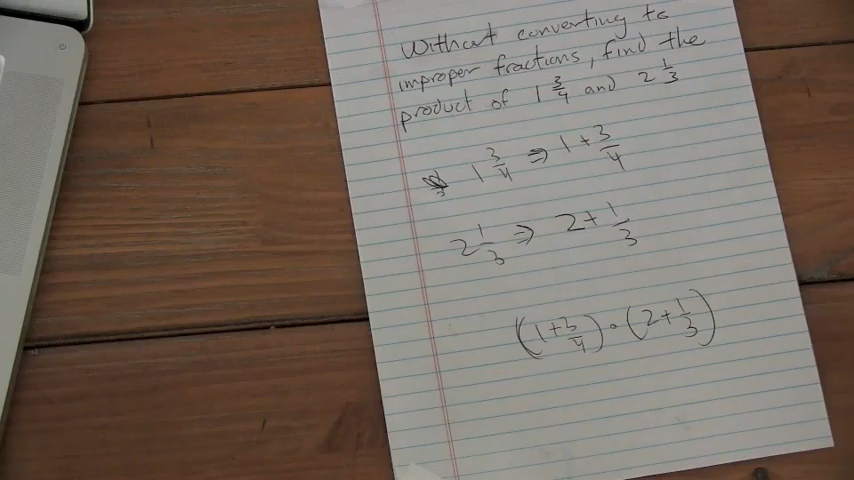 Without converting to
improper fractions, find the
product of 1 3/4 and 2 1/3
1 3/4 ⇒ 1 + 3/4
2 1/3 ⇒ 2 + 1/3
(1 + 3/4) • (2 + 1/3)